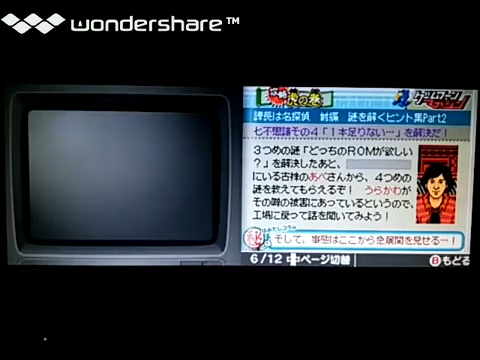 wondershare™
攻略 虎の巻
ゲームファンマガジン
課長は名探偵 前編 謎を解くヒント集Part2
七不思議その4「1本足りない…」を解決だ!
3つめの謎「どっちのROMが欲しい
?」を解決したあと、
にいる古株のあべさんから、4つめの
謎を教えてもらえるぞ! うらかわが
その噂の被害にあっているというので、
工場に戻って話を聞いてみよう!
そして、事態はここから急展開を見せる…!
6/12 ページ切替
Bもどる